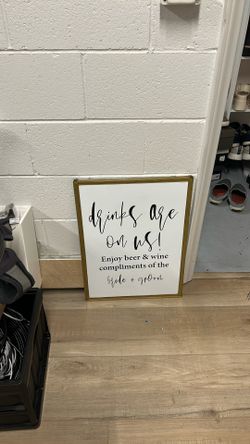 drinks are
on us!
Enjoy beer & wine
compliments of the
bride + groom